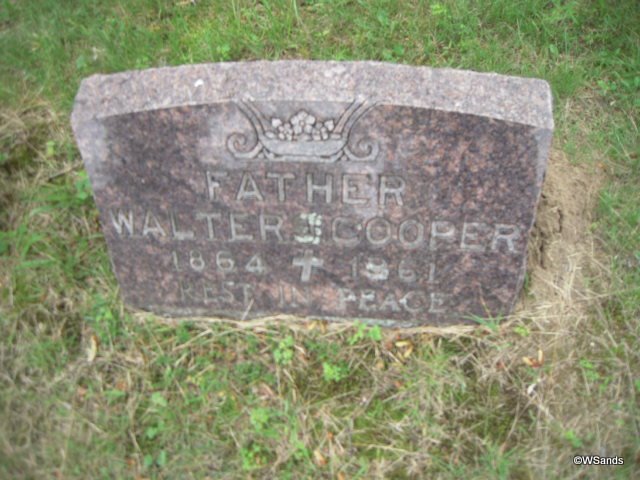 FATHER
WALTER J COOPER
1864 ✝ 1961
REST IN PEACE
©WSands